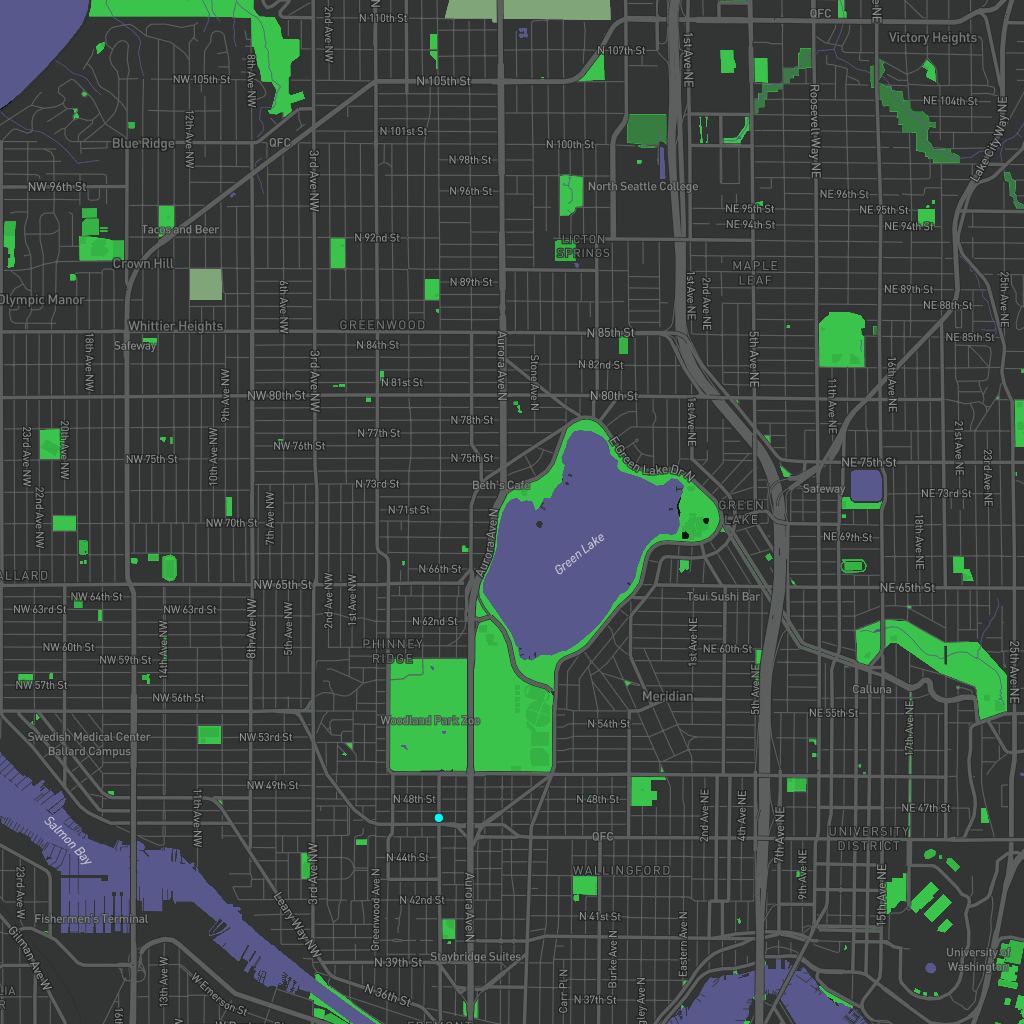 N 110th St
QFC
2nd Ave NW
Victory Heights
1st Ave NE
N 107th St
8th Ave NW
NW 105th St
N 105th St
Roosevelt Way NE
NE 104th St
12th Ave NW
Lake City Way NE
N 101st St
Blue Ridge
QFC
N 100th St
3rd Ave NW
N 98th St
NW 96th St
N 96th St
North Seattle College
NE 96th St
NE 95th St
NE 95th St
NE 94th St
NE 94th St
Tacos and Beer
N 92nd St
LICTON
SPRINGS
Crown Hill
MAPLE
LEAF
N 89th St
1st Ave NE
2nd Ave NE
NE 89th St
25th Ave NE
Olympic Manor
6th Ave NW
NE 88th St
Whittier Heights
GREENWOOD
N 85th St
NE 85th St
Safeway
N 84th St
Aurora Ave N
5th Ave NE
18th Ave NW
3rd Ave NW
N 82nd St
Stone Ave N
16th Ave NE
N 81st St
9th Ave NW
NW 80th St
N 80th St
11th Ave NE
1st Ave NE
N 78th St
23rd Ave NW
20th Ave NW
N 77th St
21st Ave NE
NW 76th St
E Green Lake Dr N
10th Ave NW
NW 75th St
N 75th St
NE 75th St
23rd Ave NE
N 73rd St
Beth's Cafe
Safeway
NE 73rd St
22nd Ave NW
7th Ave NW
N 71st St
GREEN
LAKE
NW 70th St
18th Ave NE
Aurora Ave N
NE 69th St
Green Lake
N 66th St
ALLARD
NW 65th St
NE 65th St
NW 64th St
2nd Ave NW
1st Ave NW
Tsui Sushi Bar
NW 63rd St
NW 63rd St
8th Ave NW
5th Ave NW
N 62nd St
14th Ave NW
PHINNEY
RIDGE
1st Ave NE
NW 60th St
NE 60th St
NW 59th St
25th Ave NE
5th Ave NE
NW 57th St
Calluna
NW 56th St
Meridian
NE 55th St
17th Ave NE
Woodland Park Zoo
N 54th St
Swedish Medical Center
Ballard Campus
NW 53rd St
NW 49th St
N 48th St
N 48th St
11th Ave NW
2nd Ave NE
4th Ave NE
7th Ave NE
NE 47th St
Salmon Bay
QFC
UNIVERSITY
DISTRICT
N 44th St
WALLINGFORD
3rd Ave NW
9th Ave NE
23rd Ave W
15th Ave NE
Greenwood Ave N
Aurora Ave N
N 42nd St
Fishermen's Terminal
Leary Way NW
N 41st St
Eastern Ave N
Gilman Ave W
Staybridge Suites
Burke Ave N
University of
Washington
N 39th St
13th Ave W
Carr Pl N
W Emerson St
N 36th St
N 37th St